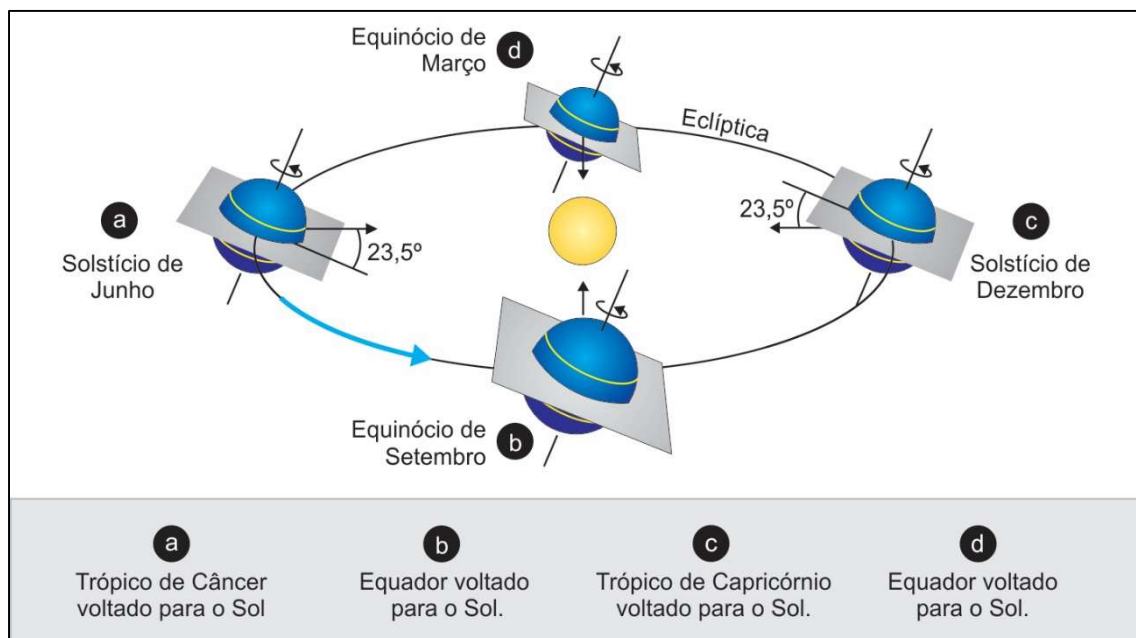 Equinócio de
Março
d
Eclíptica
a
Solstício de
Junho
23,5º
23,5º
c
Solstício de
Dezembro
Equinócio de
Setembro
b
a
Trópico de Câncer
voltado para o Sol
b
Equador voltado
para o Sol.
c
Trópico de Capricórnio
voltado para o Sol.
d
Equador voltado
para o Sol.